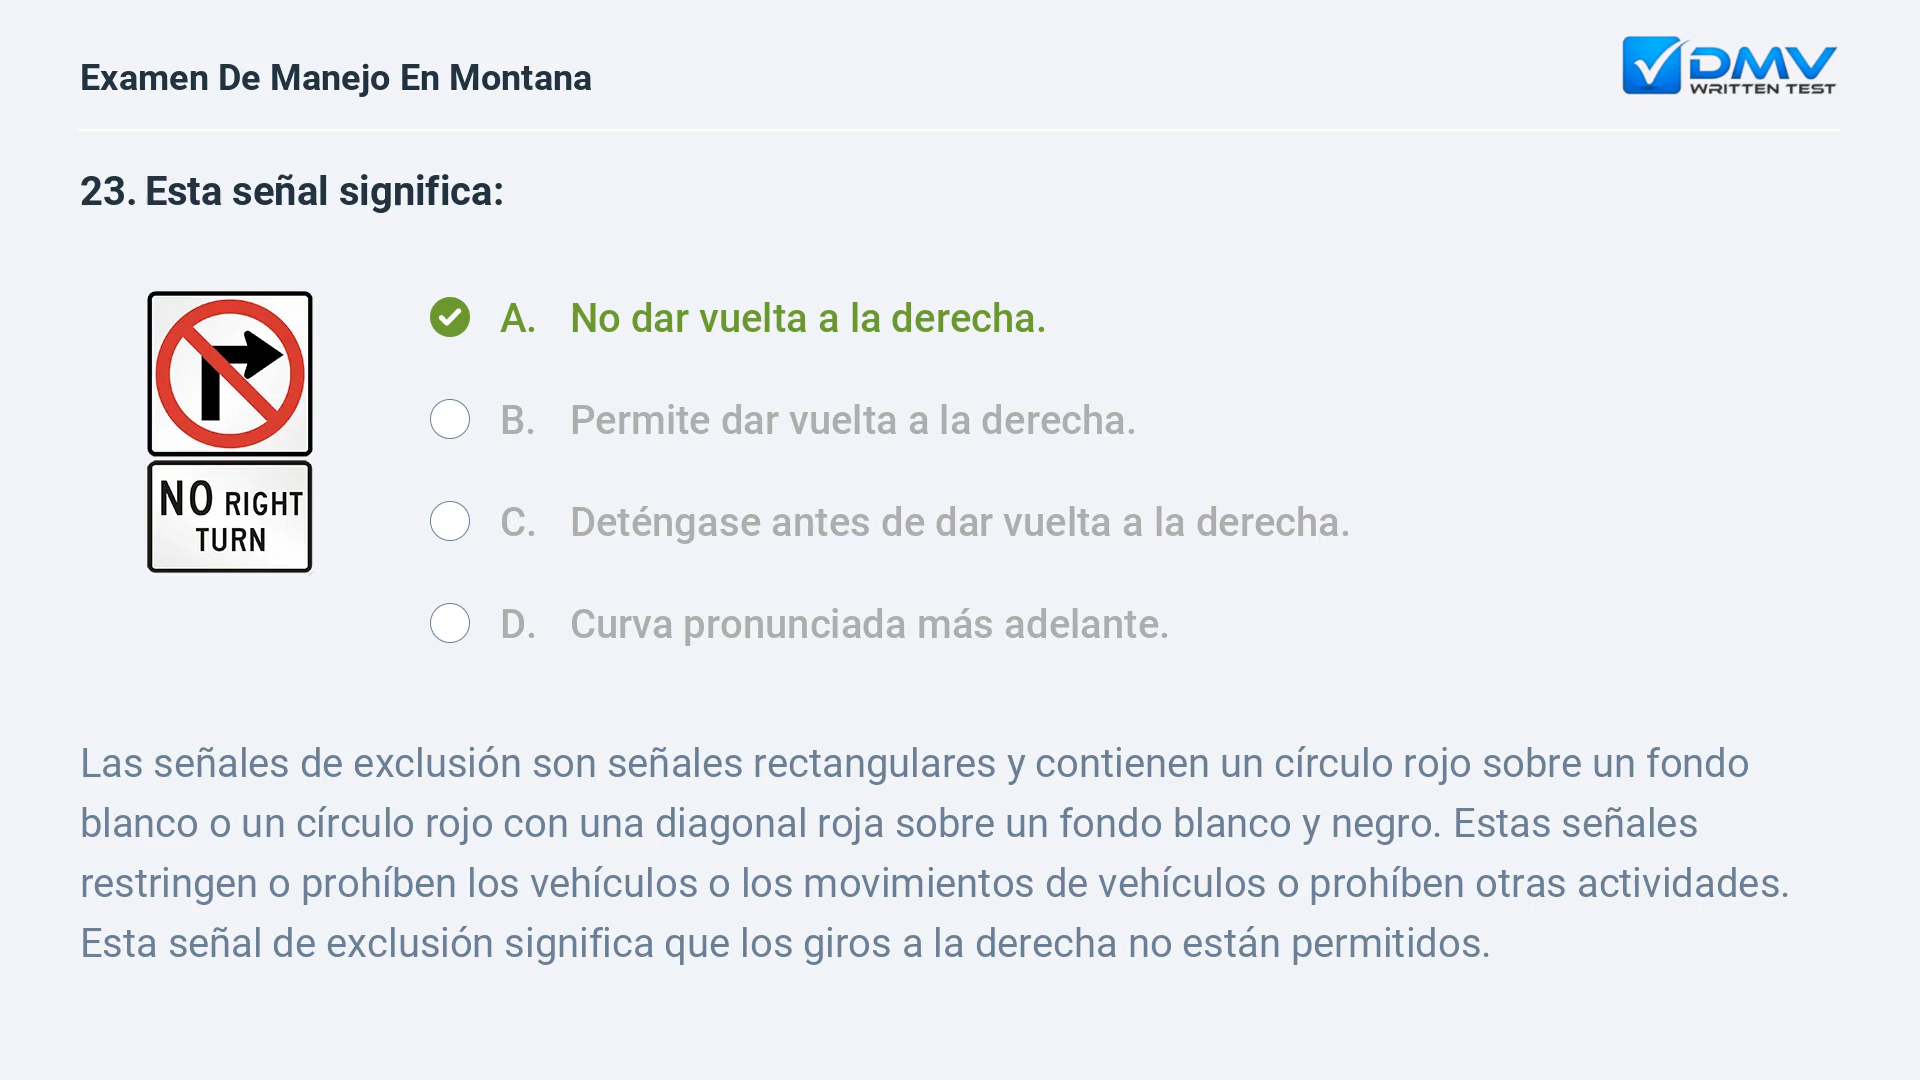 Examen De Manejo En Montana
DMV
WRITTEN TEST
23. Esta señal significa:
NO RIGHT
TURN
A. No dar vuelta a la derecha.
B. Permite dar vuelta a la derecha.
C. Deténgase antes de dar vuelta a la derecha.
D. Curva pronunciada más adelante.
Las señales de exclusión son señales rectangulares y contienen un círculo rojo sobre un fondo
blanco o un círculo rojo con una diagonal roja sobre un fondo blanco y negro. Estas señales
restringen o prohíben los vehículos o los movimientos de vehículos o prohíben otras actividades.
Esta señal de exclusión significa que los giros a la derecha no están permitidos.